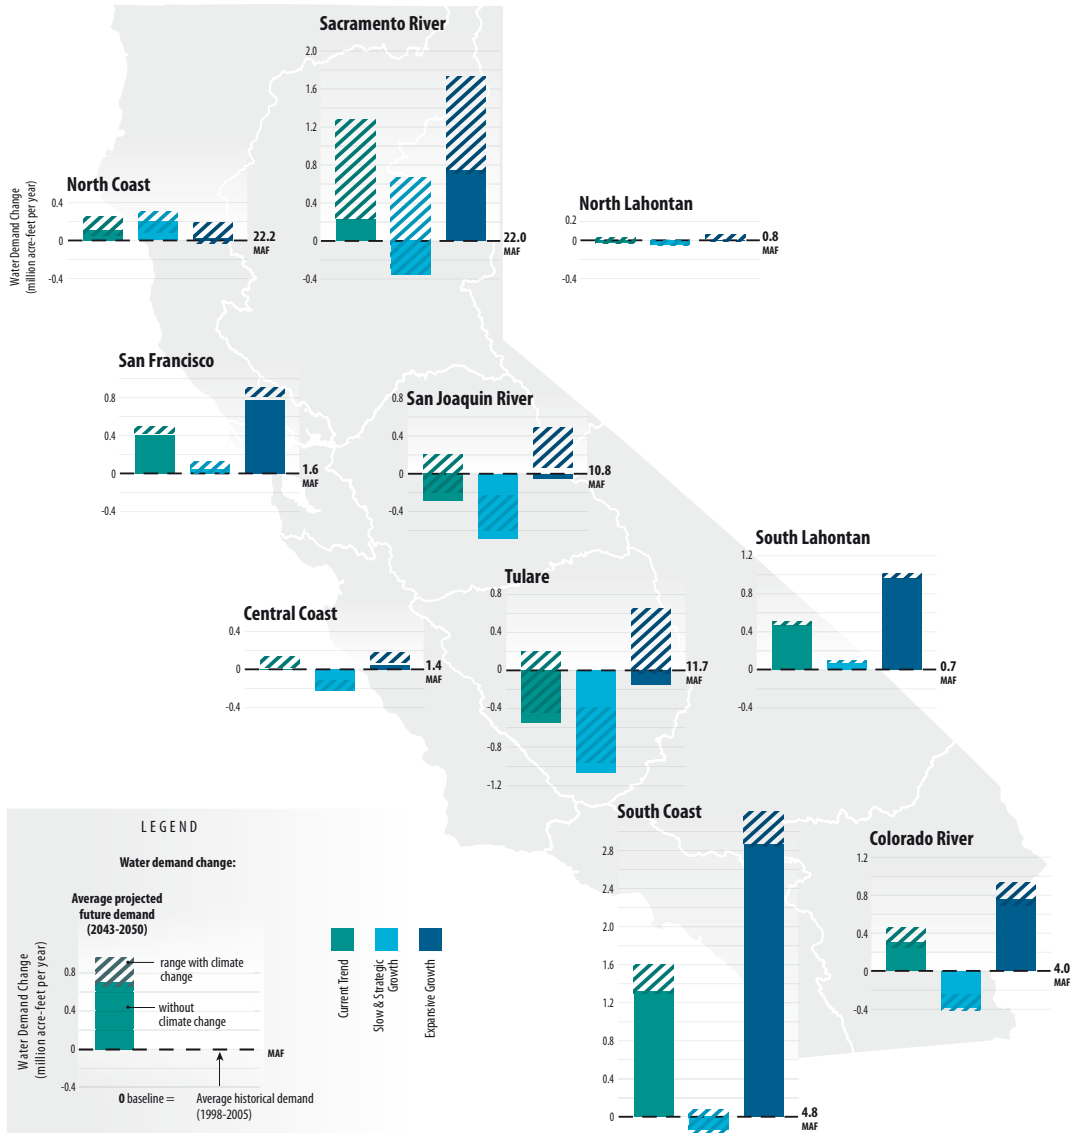 Sacramento River
2.0
1.6
1.2
0.8
0.4
0
-0.4
22.0
MAF
North Coast
Water Demand Change
(million acre-feet per year)
0.4
0
-0.4
22.2
MAF
North Lahontan
0.2
0
-0.4
0.8
MAF
San Francisco
0.8
0.4
0
-0.4
1.6
MAF
San Joaquin River
0.8
0.4
0
-0.4
10.8
MAF
South Lahontan
1.2
0.8
0.4
0
-0.4
0.7
MAF
Tulare
0.8
0.4
0
-0.4
-0.8
-1.2
11.7
MAF
Central Coast
0.4
0
-0.4
1.4
MAF
South Coast
2.8
2.4
2.0
1.6
1.2
0.8
0.4
0
4.8
MAF
Colorado River
1.2
0.8
0.4
0
-0.4
4.0
MAF
LEGEND
Water demand change:
Average projected
future demand
(2043-2050)
Water Demand Change
(million acre-feet per year)
0.8
0.4
0
-0.4
range with climate
change
without
climate change
MAF
0 baseline =
Average historical demand
(1998-2005)
Current Trend
Slow & Strategic
Growth
Expansive Growth